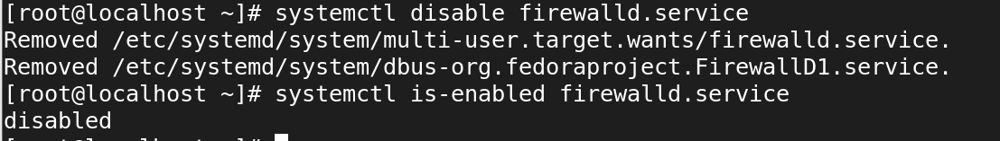 [root@localhost ~]# systemctl disable firewalld.service
Removed /etc/systemd/system/multi-user.target.wants/firewalld.service.
Removed /etc/systemd/system/dbus-org.fedoraproject.FirewallD1.service.
[root@localhost ~]# systemctl is-enabled firewalld.service
disabled